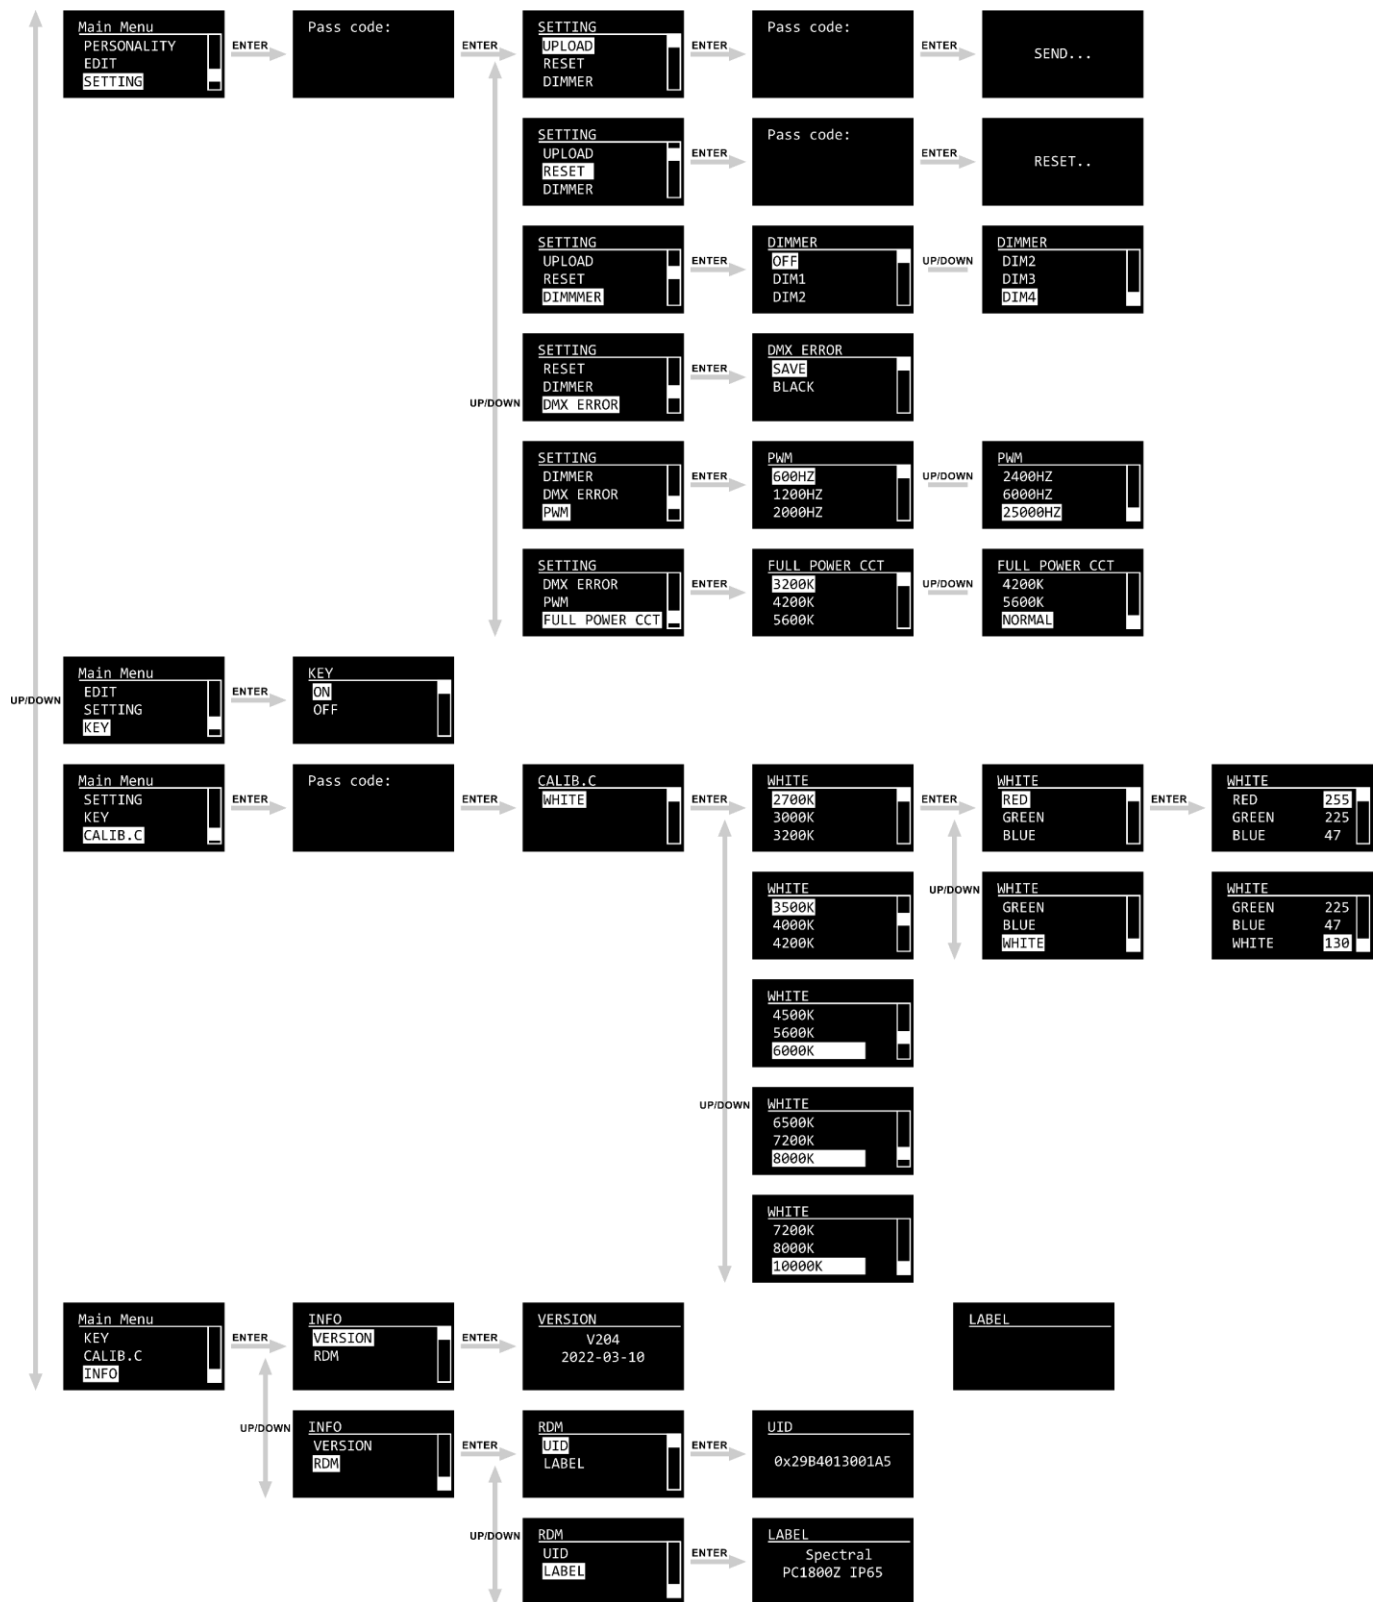 Main Menu
PERSONALITY
EDIT
SETTING
ENTER
Pass code:
ENTER
SETTING
UPLOAD
RESET
DIMMER
ENTER
Pass code:
ENTER
SEND...
SETTING
UPLOAD
RESET
DIMMER
ENTER
Pass code:
ENTER
RESET..
SETTING
UPLOAD
RESET
DIMMMER
ENTER
DIMMER
OFF
DIM1
DIM2
UP/DOWN
DIMMER
DIM2
DIM3
DIM4
UP/DOWN
SETTING
RESET
DIMMER
DMX ERROR
ENTER
DMX ERROR
SAVE
BLACK
SETTING
DIMMER
DMX ERROR
PWM
ENTER
PWM
600HZ
1200HZ
2000HZ
UP/DOWN
PWM
2400HZ
6000HZ
25000HZ
SETTING
DMX ERROR
PWM
FULL POWER CCT
ENTER
FULL POWER CCT
3200K
4200K
5600K
UP/DOWN
FULL POWER CCT
4200K
5600K
NORMAL
UP/DOWN
Main Menu
EDIT
SETTING
KEY
ENTER
KEY
ON
OFF
Main Menu
SETTING
KEY
CALIB.C
ENTER
Pass code:
ENTER
CALIB.C
WHITE
ENTER
WHITE
2700K
3000K
3200K
ENTER
WHITE
RED
GREEN
BLUE
ENTER
WHITE
RED 255
GREEN 225
BLUE 47
WHITE
3500K
4000K
4200K
UP/DOWN
WHITE
GREEN
BLUE
WHITE
WHITE
GREEN 225
BLUE 47
WHITE 130
WHITE
4500K
5600K
6000K
UP/DOWN
WHITE
6500K
7200K
8000K
WHITE
7200K
8000K
10000K
Main Menu
KEY
CALIB.C
INFO
ENTER
INFO
VERSION
RDM
ENTER
VERSION
V204
2022-03-10
LABEL
UP/DOWN
INFO
VERSION
RDM
ENTER
RDM
UID
LABEL
ENTER
UID
0x29B4013001A5
UP/DOWN
RDM
UID
LABEL
ENTER
LABEL
Spectral
PC1800Z IP65